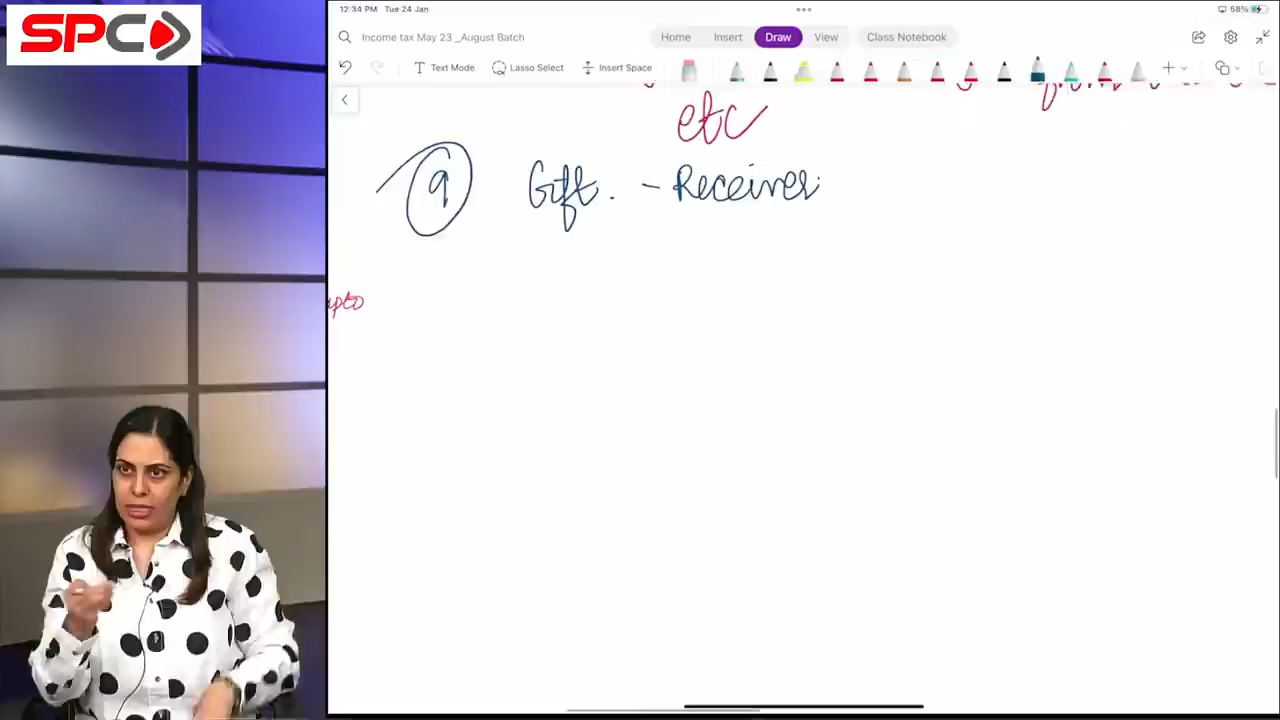 SPC
12:34 PM Tue 24 Jan
58%
Income tax May 23 _August Batch
Home Insert Draw View Class Notebook
Text Mode Lasso Select Insert Space
etc
9 Gift. - Receiver